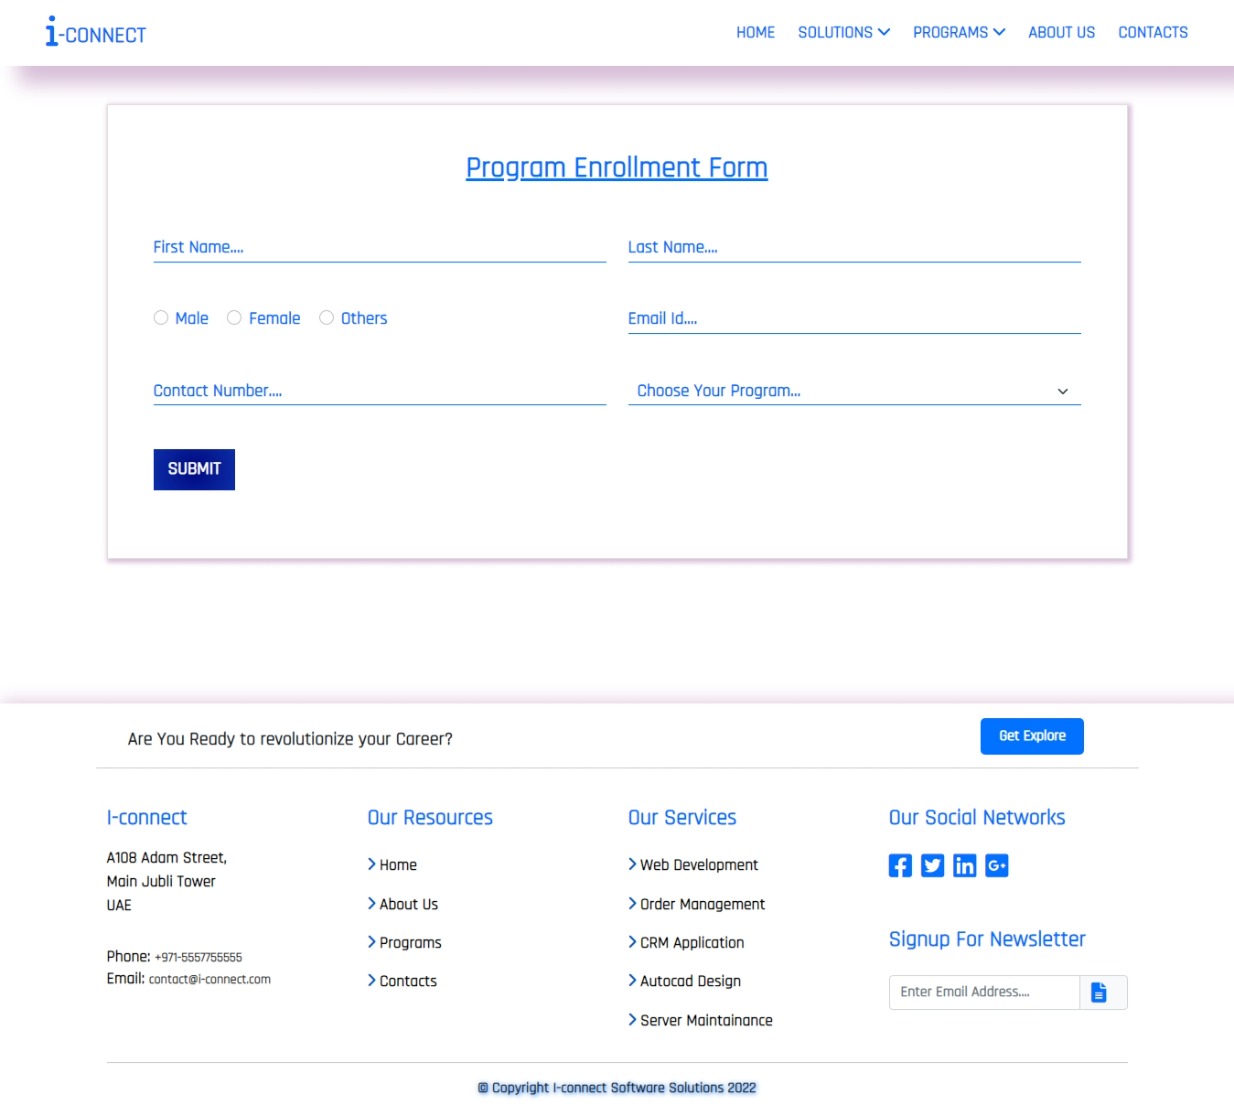 i-CONNECT
HOME SOLUTIONS PROGRAMS ABOUT US CONTACTS
Program Enrollment Form
First Name.... Last Name....
Male Female Others Email Id....
Contact Number.... Choose Your Program...
SUBMIT
Are You Ready to revolutionize your Career? Get Explore
I-connect
A108 Adam Street,
Main Jubli Tower
UAE
Phone: +971-5557755555
Email: contact@i-connect.com
Our Resources
Home
About Us
Programs
Contacts
Our Services
Web Development
Order Management
CRM Application
Autocad Design
Server Maintainance
Our Social Networks
Signup For Newsletter
Enter Email Address....
© Copyright I-connect Software Solutions 2022